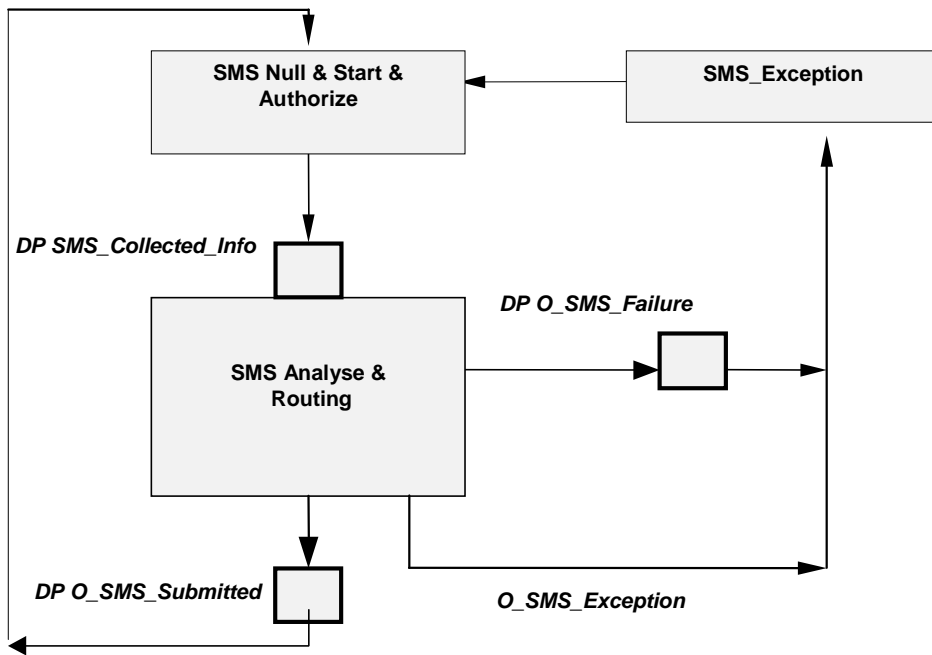 SMS Null & Start &
Authorize
SMS_Exception
DP SMS_Collected_Info
DP O_SMS_Failure
SMS Analyse &
Routing
DP O_SMS_Submitted
O_SMS_Exception